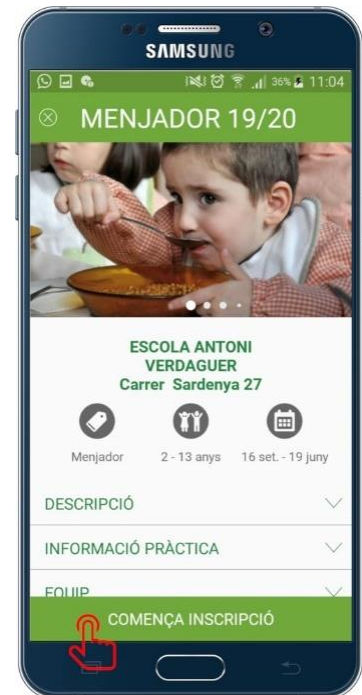 SAMSUNG
36% 11:04
MENJADOR 19/20
ESCOLA ANTONI
VERDAGUER
Carrer Sardenya 27
Menjador 2 - 13 anys 16 set. - 19 juny
DESCRIPCIÓ
INFORMACIÓ PRÀCTICA
EQUIP
COMENÇA INSCRIPCIÓ